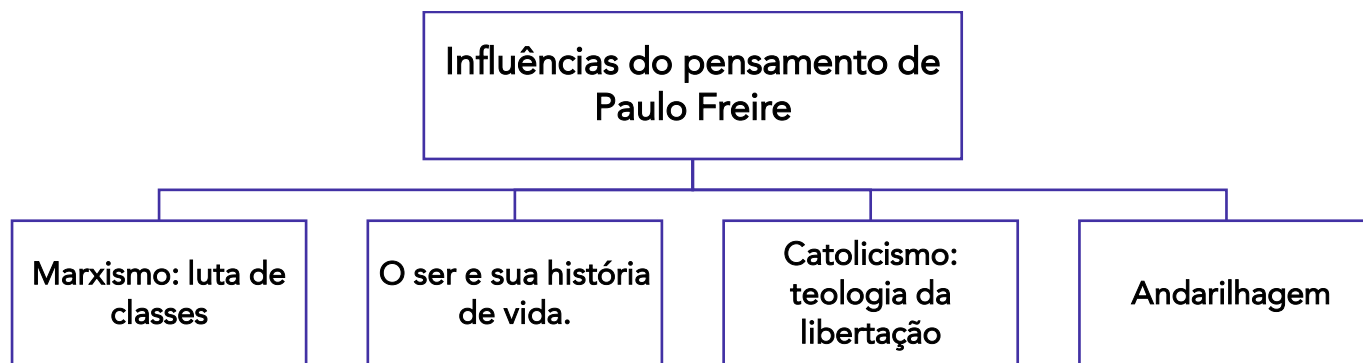 Influências do pensamento de
Paulo Freire
Marxismo: luta de
classes
O ser e sua história
de vida.
Catolicismo:
teologia da
libertação
Andarilhagem